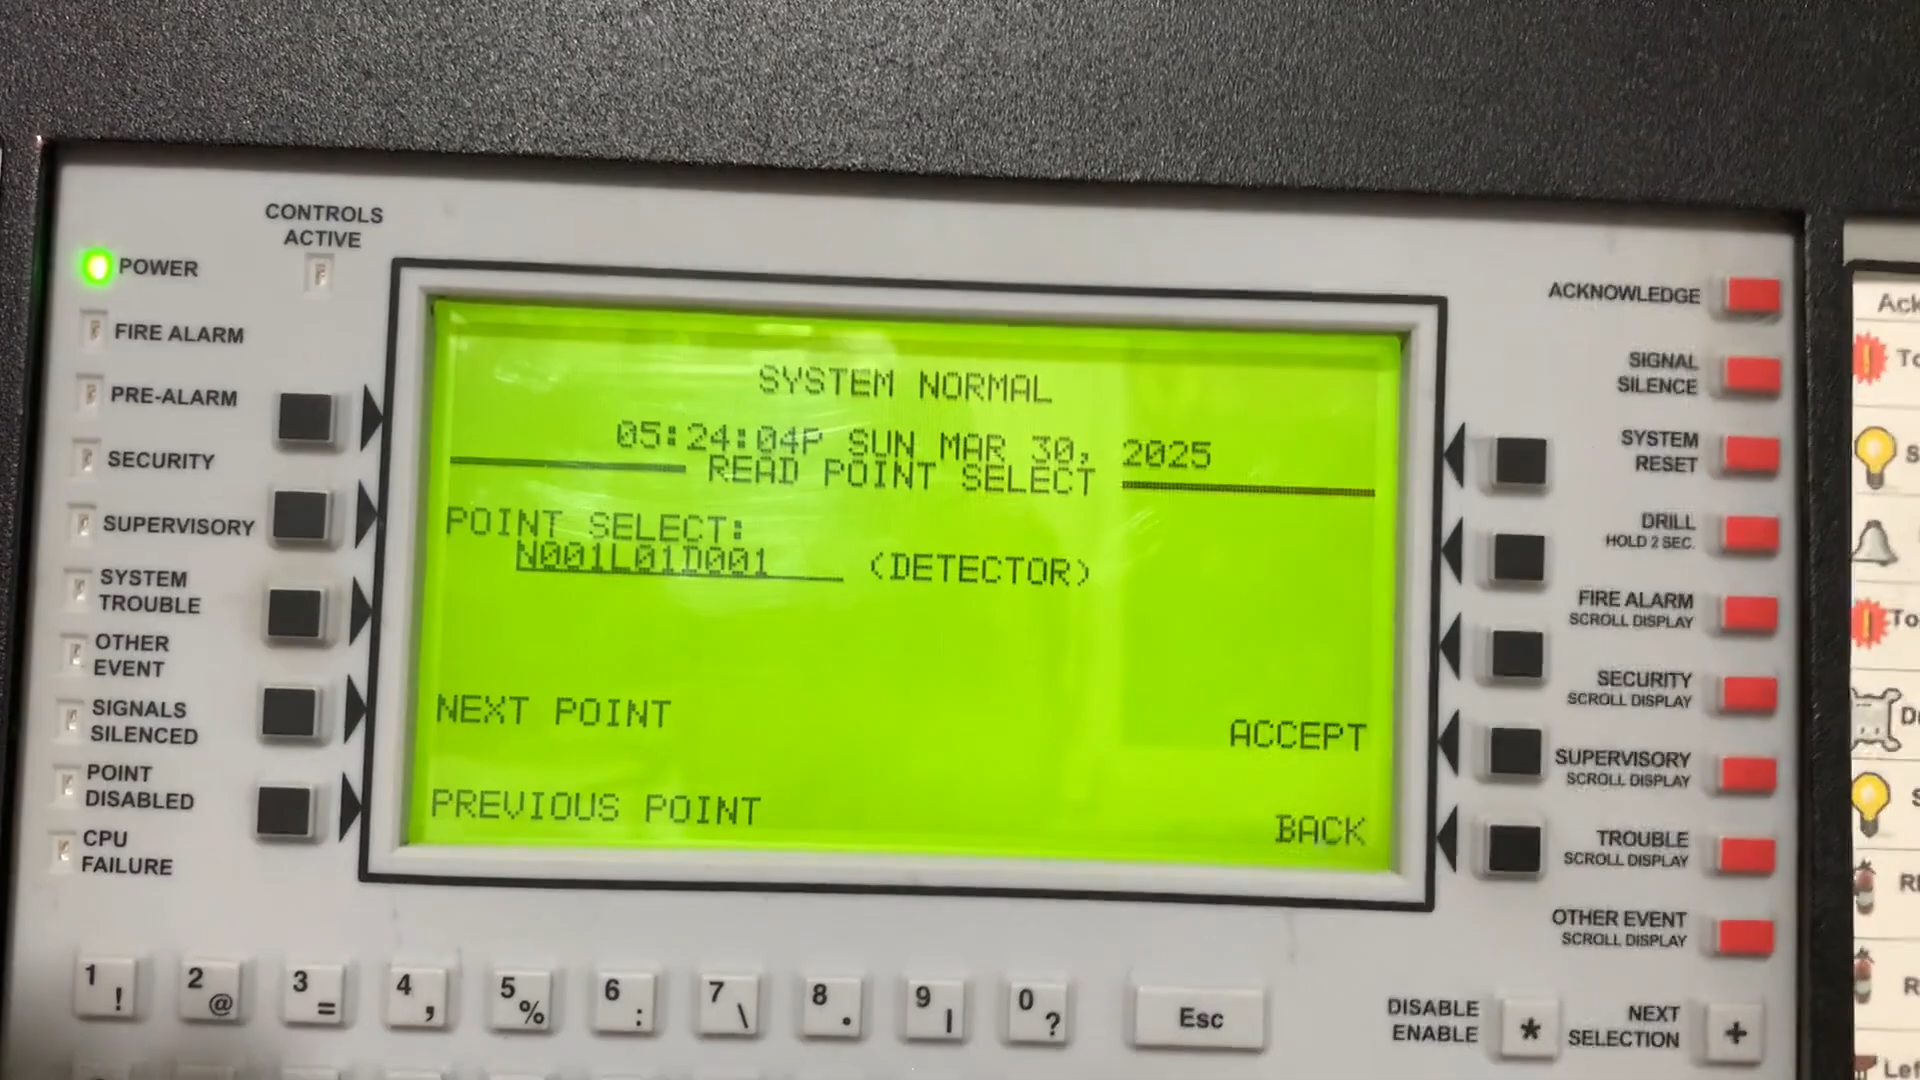 CONTROLS
ACTIVE
POWER
FIRE ALARM
PRE-ALARM
SECURITY
SUPERVISORY
SYSTEM
TROUBLE
OTHER
EVENT
SIGNALS
SILENCED
POINT
DISABLED
CPU
FAILURE
SYSTEM NORMAL
05:24:04P SUN MAR 30, 2025
READ POINT SELECT
POINT SELECT:
N001L01D001 (DETECTOR)
NEXT POINT
ACCEPT
PREVIOUS POINT
BACK
ACKNOWLEDGE
SIGNAL
SILENCE
SYSTEM
RESET
DRILL
HOLD 2 SEC.
FIRE ALARM
SCROLL DISPLAY
SECURITY
SCROLL DISPLAY
SUPERVISORY
SCROLL DISPLAY
TROUBLE
SCROLL DISPLAY
OTHER EVENT
SCROLL DISPLAY
1 !
2 @
3 =
4 ,
5 %
6 :
7 \
8 .
9 |
0 ?
Esc
DISABLE
ENABLE
*
NEXT
SELECTION
+